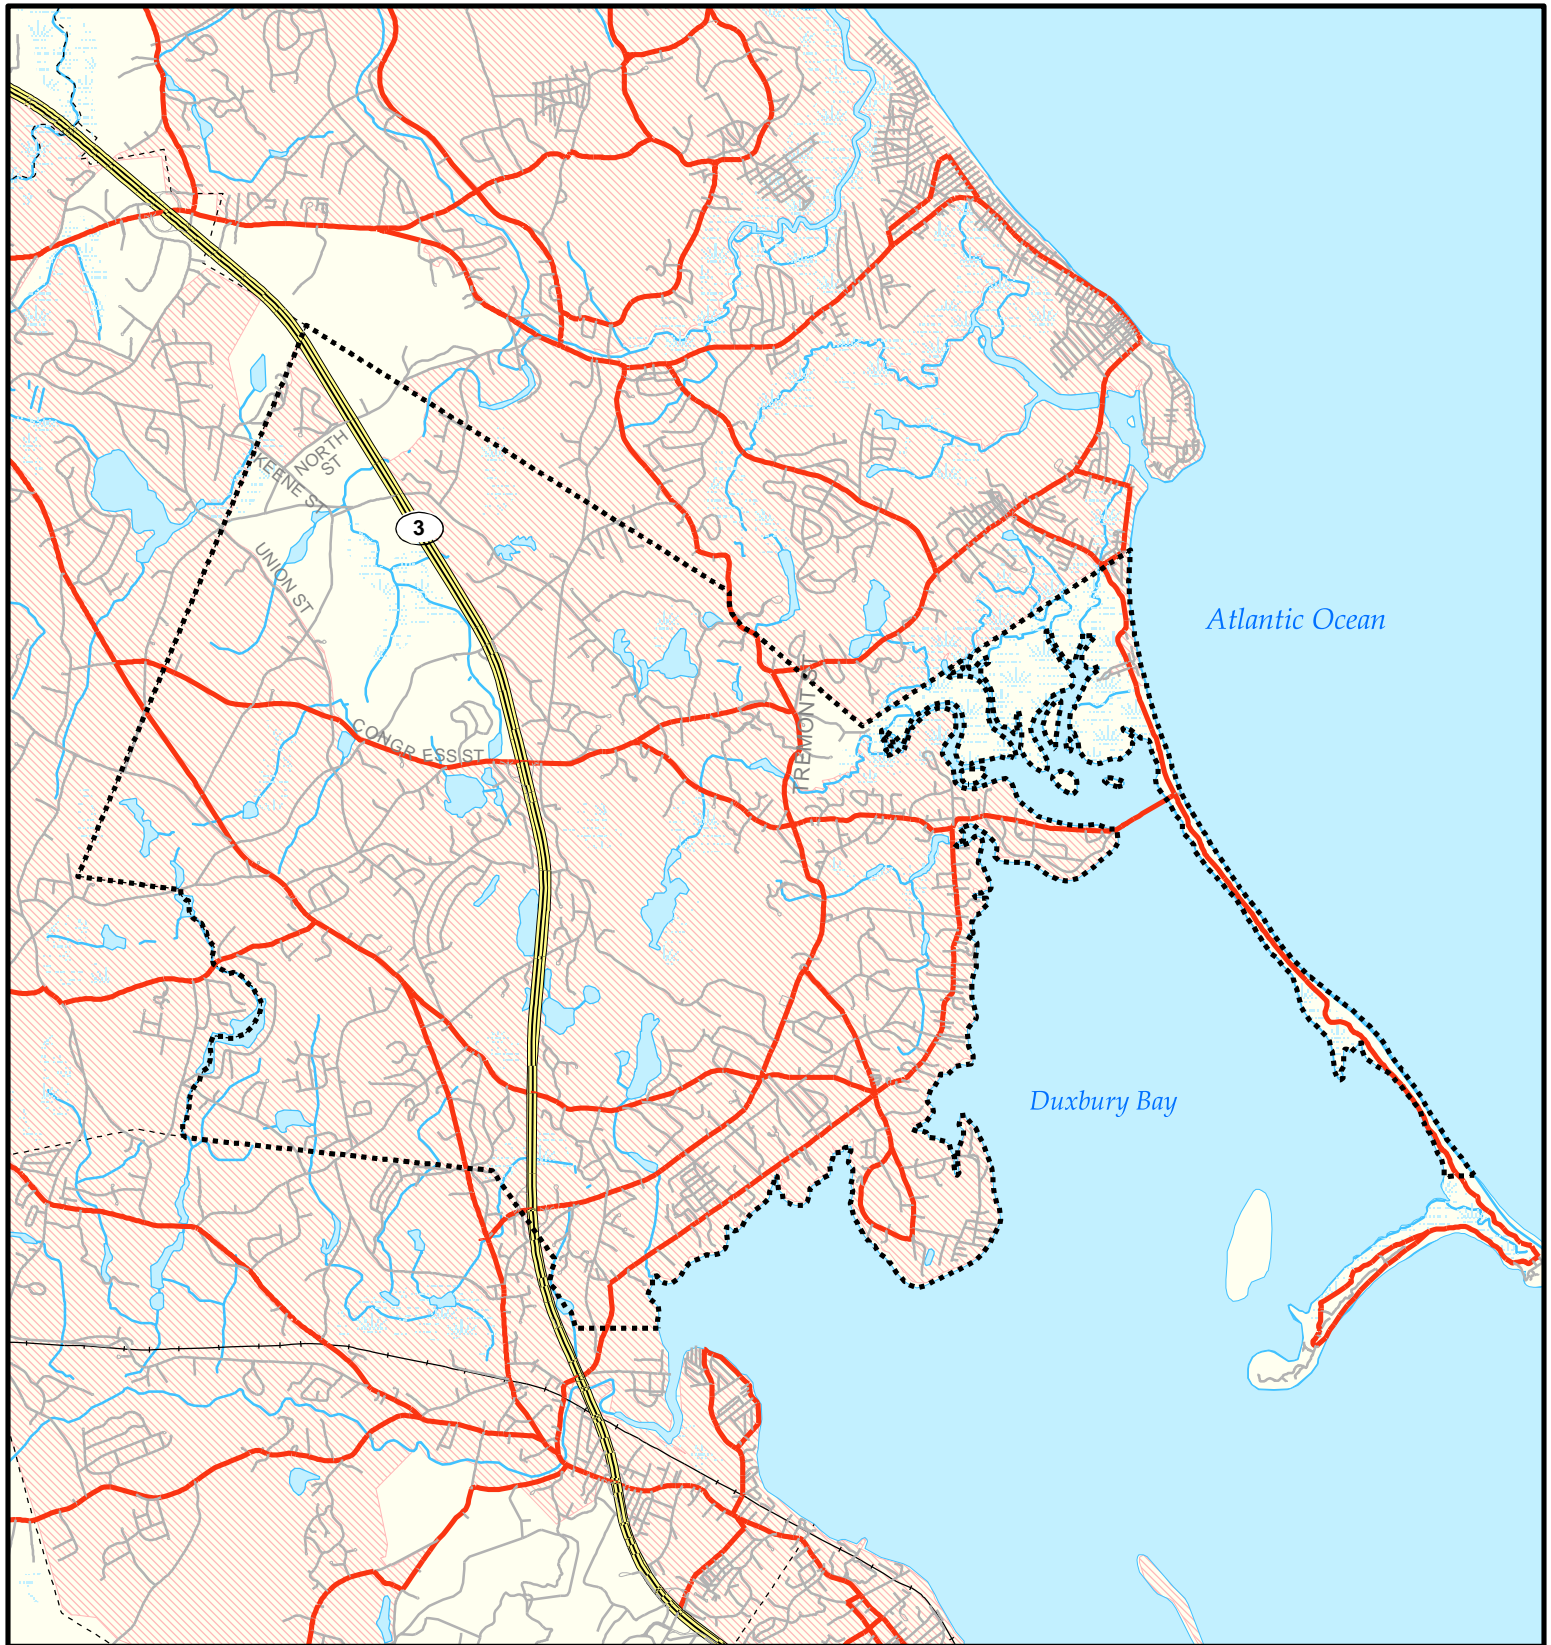 NORTH
ST
KEENE ST
3
UNION ST
Atlantic Ocean
TREMONT ST
CONGRESS ST
Duxbury Bay